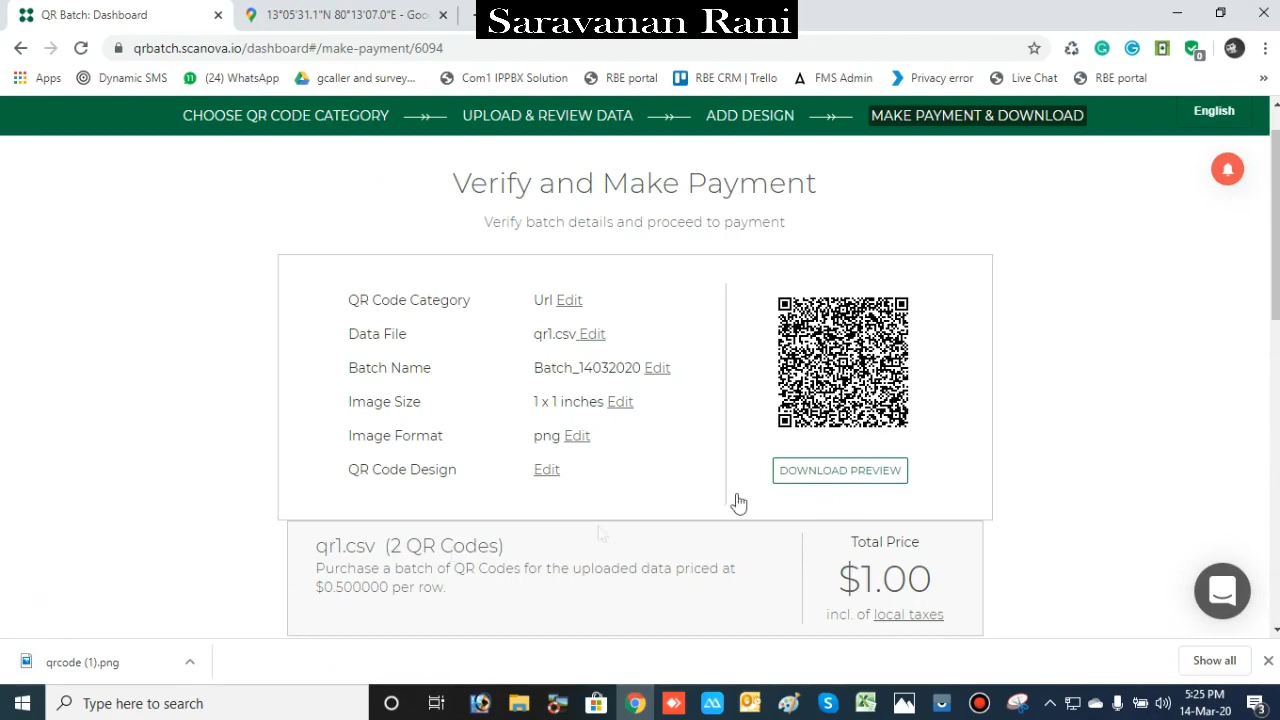 QR Batch: Dashboard
13°05'31.1"N 80°13'07.0"E - Goo
Saravanan Rani
qrbatch.scanova.io/dashboard#/make-payment/6094
0
Apps
Dynamic SMS
(24) WhatsApp
gcaller and survey...
Com1 IPPBX Solution
RBE portal
RBE CRM | Trello
FMS Admin
Privacy error
Live Chat
RBE portal
»
CHOOSE QR CODE CATEGORY
UPLOAD & REVIEW DATA
ADD DESIGN
MAKE PAYMENT & DOWNLOAD
English
Verify and Make Payment
Verify batch details and proceed to payment
QR Code Category Url Edit
Data File qr1.csv Edit
Batch Name Batch_14032020 Edit
Image Size 1 x 1 inches Edit
Image Format png Edit
QR Code Design Edit
DOWNLOAD PREVIEW
qr1.csv (2 QR Codes)
Purchase a batch of QR Codes for the uploaded data priced at
$0.500000 per row.
Total Price
$1.00
incl. of local taxes
qrcode (1).png
Show all
Type here to search
5:25 PM
14-Mar-20
3